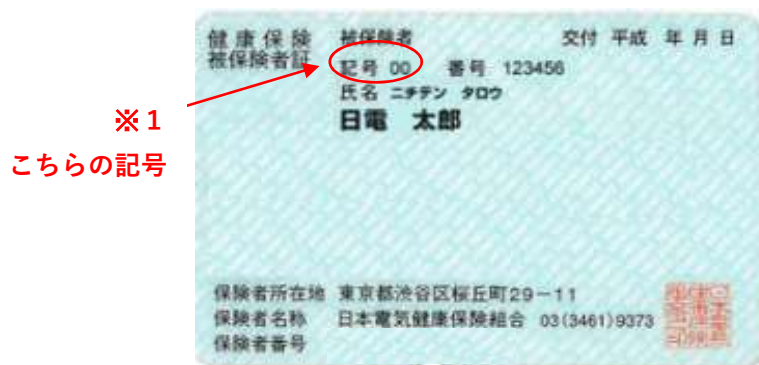 健康保険
被保険者証
被保険者
交付 平成 年 月 日
記号 00 番号 123456
氏名 ニチデン タロウ
日電 太郎
※1
こちらの記号
保険者所在地 東京都渋谷区桜丘町29-11
保険者名称 日本電気健康保険組合 03(3461)9373
保険者番号